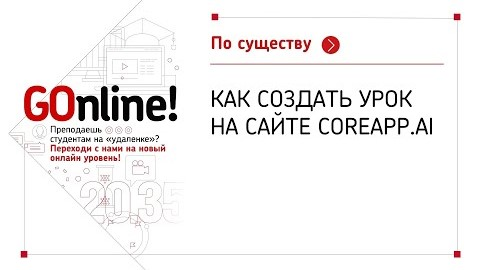 GOnline!
Преподаешь
студентам на «удаленке»?
Переходи с нами на новый
онлайн уровень!
2035
По существу
КАК СОЗДАТЬ УРОК
НА САЙТЕ COREAPP.AI